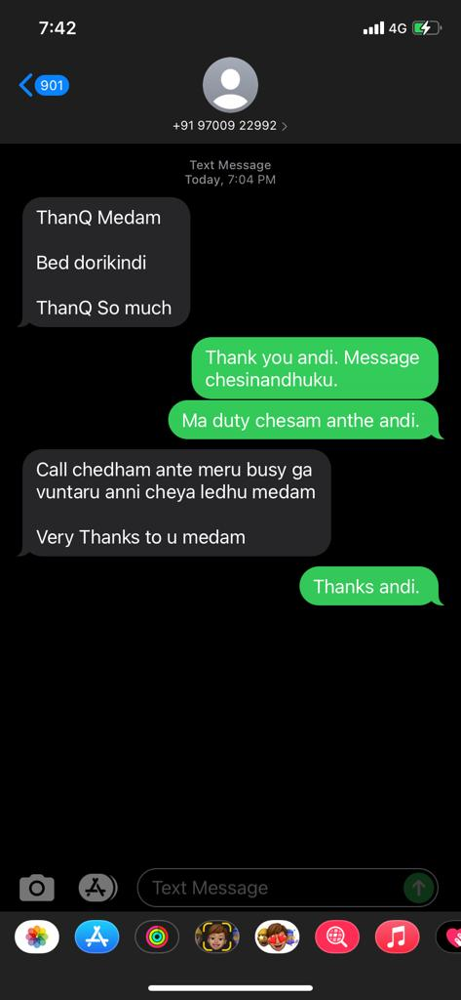 7:42
4G
901
+91 97009 22992
Text Message
Today, 7:04 PM
ThanQ Medam
Bed dorikindi
ThanQ So much
Thank you andi. Message
chesinandhuku.
Ma duty chesam anthe andi.
Call chedham ante meru busy ga
vuntaru anni cheya ledhu medam
Very Thanks to u medam
Thanks andi.
Text Message